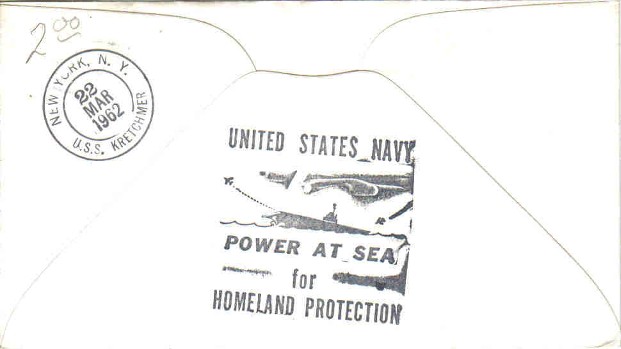 2.00
NEW YORK, N. Y.
22
MAR
1962
U.S.S. KRETCHMER
UNITED STATES NAVY
POWER AT SEA
for
HOMELAND PROTECTION